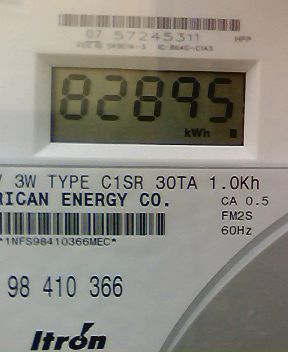 07 57245311
HPP
82895
kWh
3W TYPE C1SR 30TA 1.0Kh
RICAN ENERGY CO.
CA 0.5
FM2S
60Hz
*1NFS98410366MEC*
98 410 366
Itron